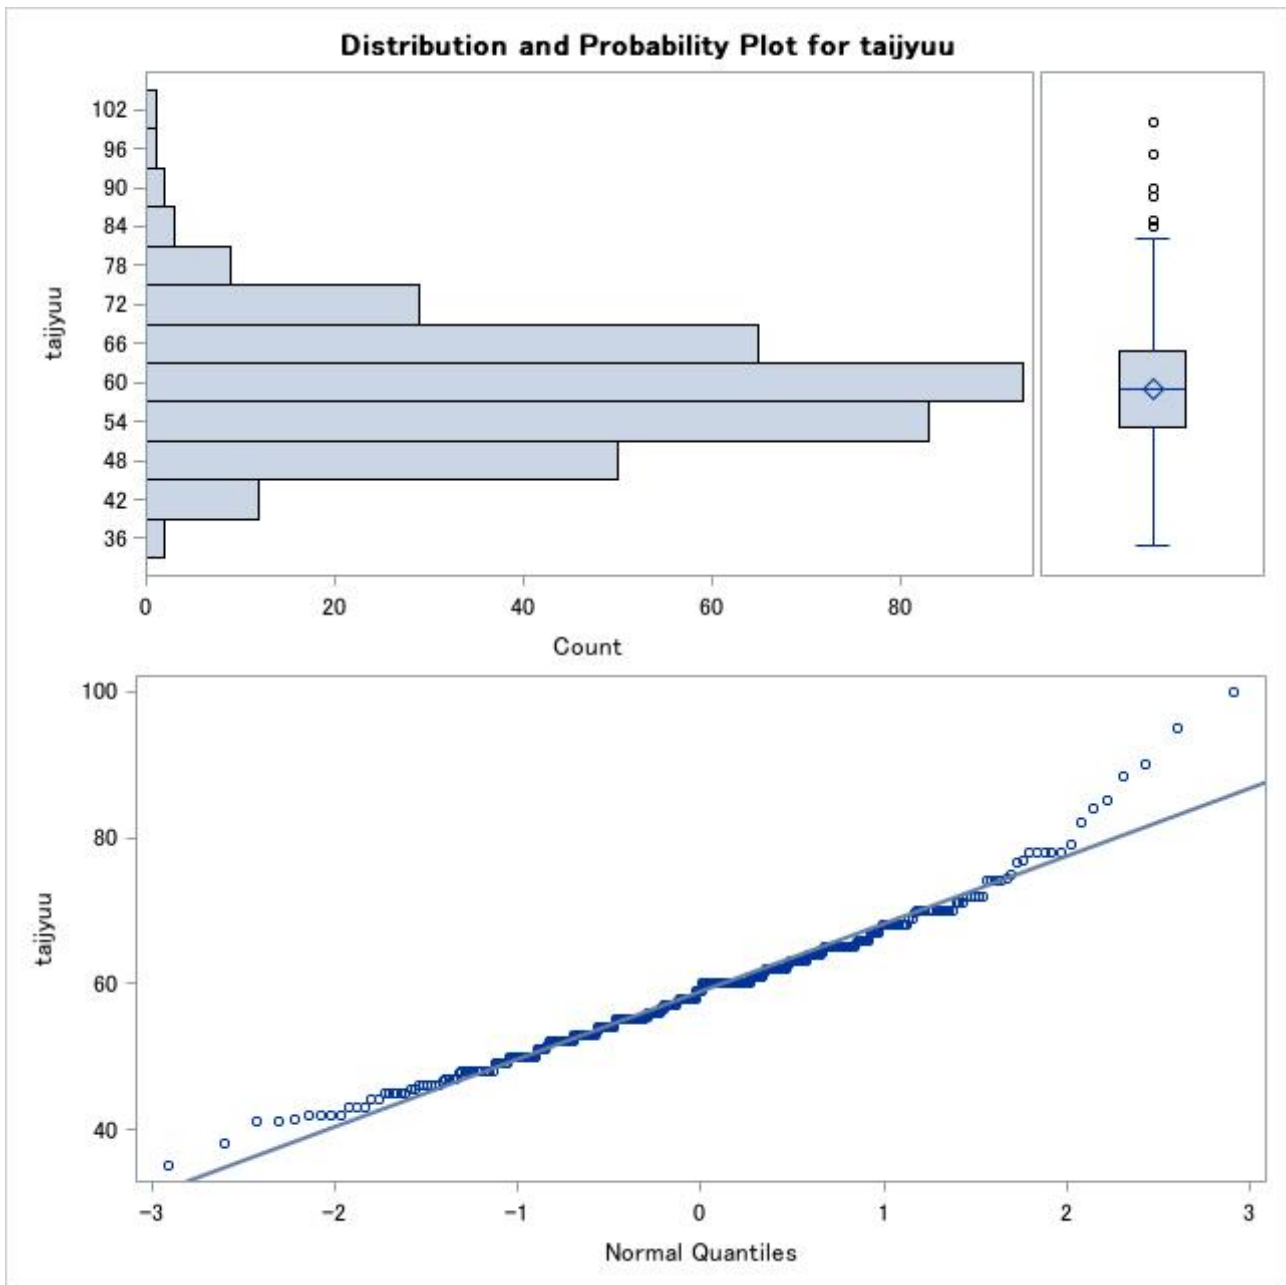 Distribution and Probability Plot for taijyuu
taijyuu
102
96
90
84
78
72
66
60
54
48
42
36
0 20 40 60 80
Count
taijyuu
100
80
60
40
-3 -2 -1 0 1 2 3
Normal Quantiles